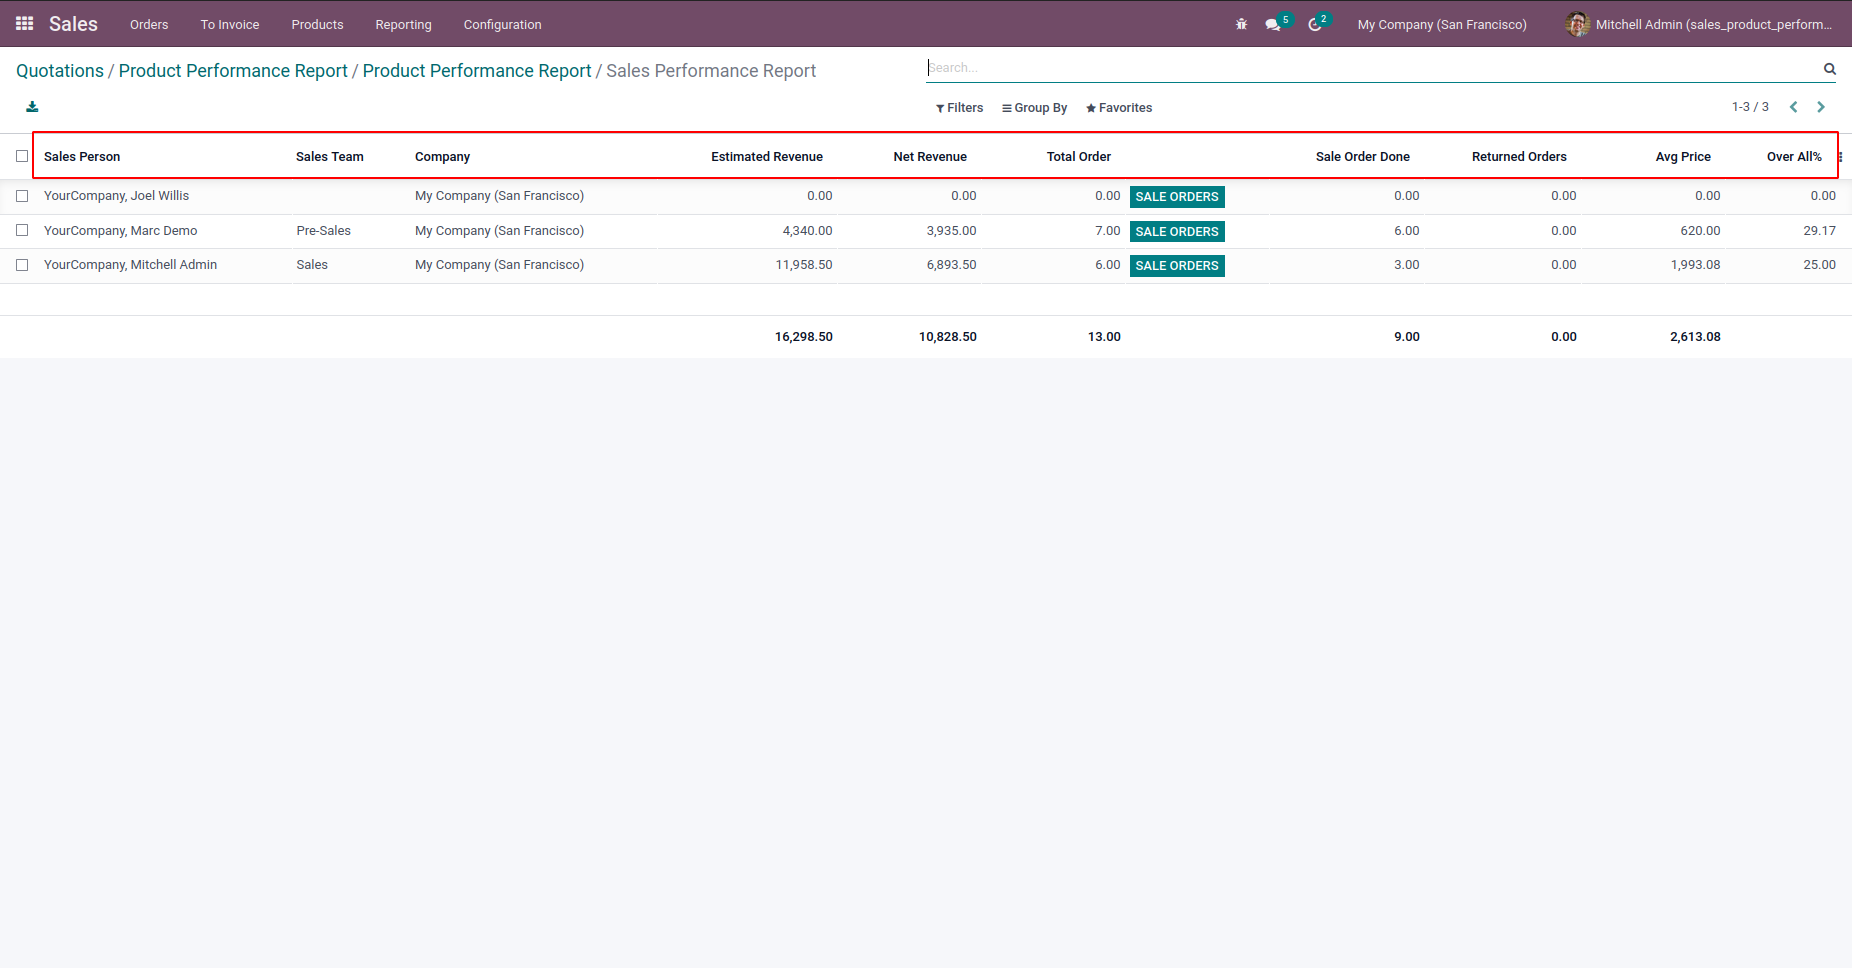 Sales Orders To Invoice Products Reporting Configuration 5 2 My Company (San Francisco) Mitchell Admin (sales_product_perform...
Quotations / Product Performance Report / Product Performance Report / Sales Performance Report Search...
Filters Group By Favorites 1-3 / 3
Sales Person Sales Team Company Estimated Revenue Net Revenue Total Order Sale Order Done Returned Orders Avg Price Over All%
YourCompany, Joel Willis My Company (San Francisco) 0.00 0.00 0.00 SALE ORDERS 0.00 0.00 0.00 0.00
YourCompany, Marc Demo Pre-Sales My Company (San Francisco) 4,340.00 3,935.00 7.00 SALE ORDERS 6.00 0.00 620.00 29.17
YourCompany, Mitchell Admin Sales My Company (San Francisco) 11,958.50 6,893.50 6.00 SALE ORDERS 3.00 0.00 1,993.08 25.00
16,298.50 10,828.50 13.00 9.00 0.00 2,613.08